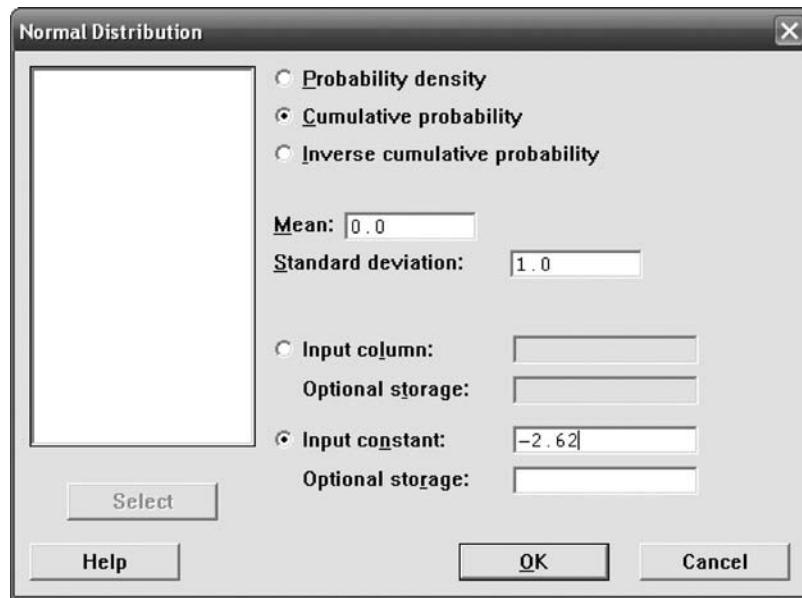 Normal Distribution
Probability density
Cumulative probability
Inverse cumulative probability
Mean: 0.0
Standard deviation: 1.0
Input column:
Optional storage:
Input constant: -2.62
Optional storage:
Select
Help OK Cancel